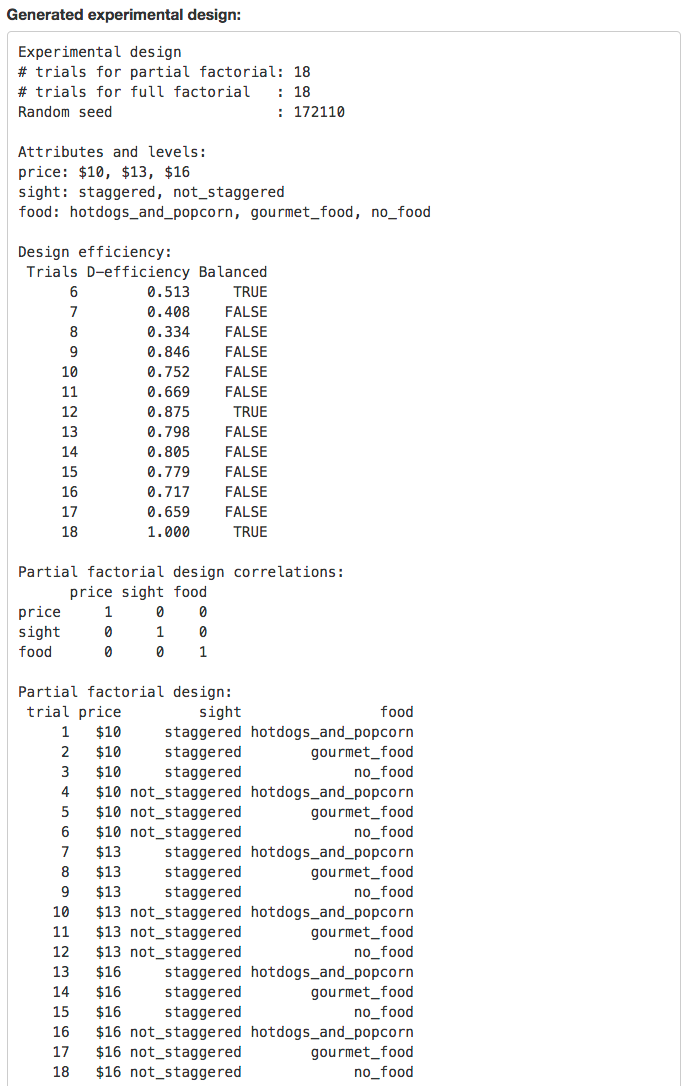 Generated experimental design:
Experimental design
# trials for partial factorial: 18
# trials for full factorial   : 18
Random seed                   : 172110
Attributes and levels:
price: $10, $13, $16
sight: staggered, not_staggered
food: hotdogs_and_popcorn, gourmet_food, no_food
Design efficiency:
Trials D-efficiency Balanced
6 0.513 TRUE
7 0.408 FALSE
8 0.334 FALSE
9 0.846 FALSE
10 0.752 FALSE
11 0.669 FALSE
12 0.875 TRUE
13 0.798 FALSE
14 0.805 FALSE
15 0.779 FALSE
16 0.717 FALSE
17 0.659 FALSE
18 1.000 TRUE
Partial factorial design correlations:
price sight food
price 1 0 0
sight 0 1 0
food 0 0 1
Partial factorial design:
trial price sight food
1 $10 staggered hotdogs_and_popcorn
2 $10 staggered gourmet_food
3 $10 staggered no_food
4 $10 not_staggered hotdogs_and_popcorn
5 $10 not_staggered gourmet_food
6 $10 not_staggered no_food
7 $13 staggered hotdogs_and_popcorn
8 $13 staggered gourmet_food
9 $13 staggered no_food
10 $13 not_staggered hotdogs_and_popcorn
11 $13 not_staggered gourmet_food
12 $13 not_staggered no_food
13 $16 staggered hotdogs_and_popcorn
14 $16 staggered gourmet_food
15 $16 staggered no_food
16 $16 not_staggered hotdogs_and_popcorn
17 $16 not_staggered gourmet_food
18 $16 not_staggered no_food